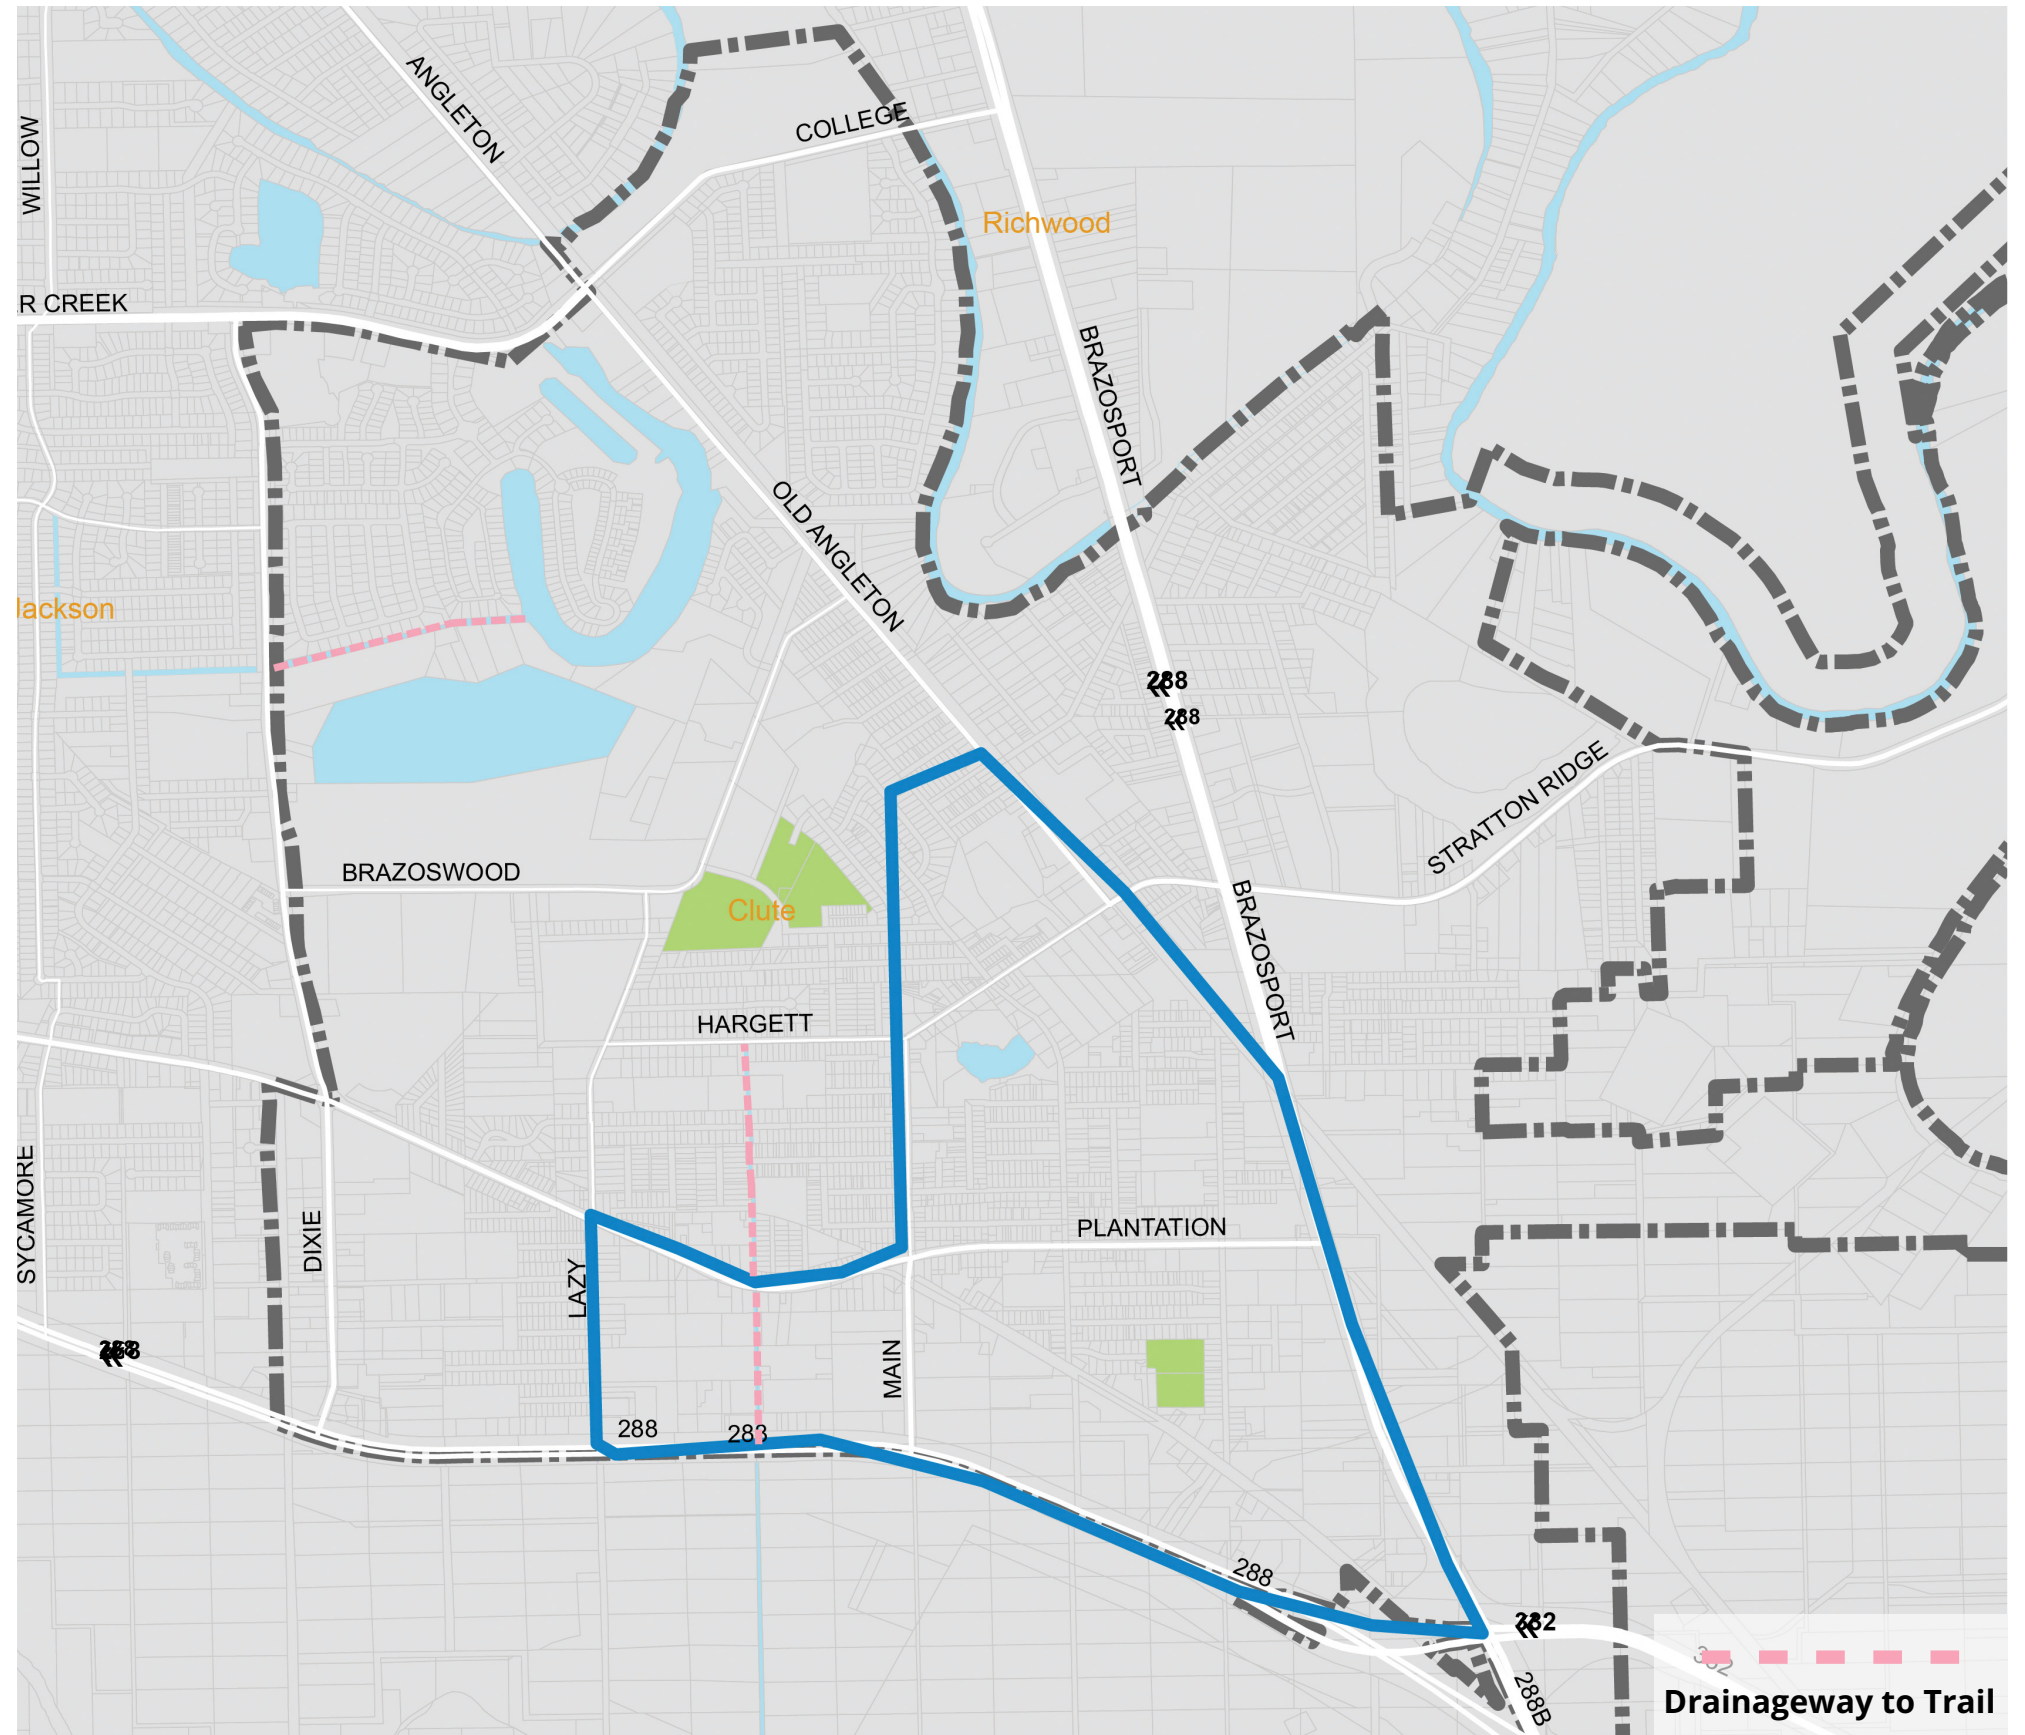 ANGLETON
COLLEGE
WILLOW
Richwood
R CREEK
BRAZOSPORT
OLD ANGLETON
Jackson
288
288
STRATTON RIDGE
BRAZOSWOOD
Clute
BRAZOSPORT
HARGETT
SYCAMORE
DIXIE
PLANTATION
LAZY
MAIN
288
288
288
288B
Drainageway to Trail